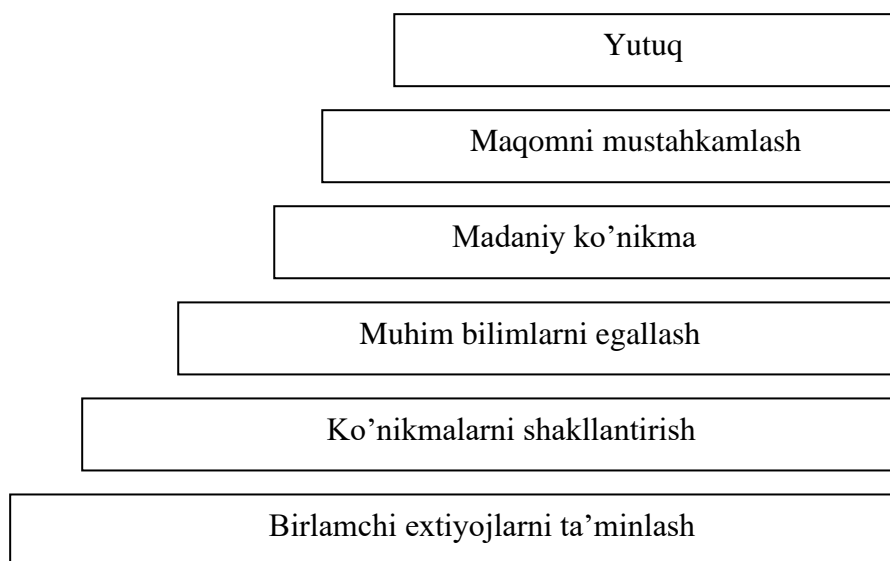 Yutuq
Maqomni mustahkamlash
Madaniy ko’nikma
Muhim bilimlarni egallash
Ko’nikmalarni shakllantirish
Birlamchi extiyojlarni ta’minlash